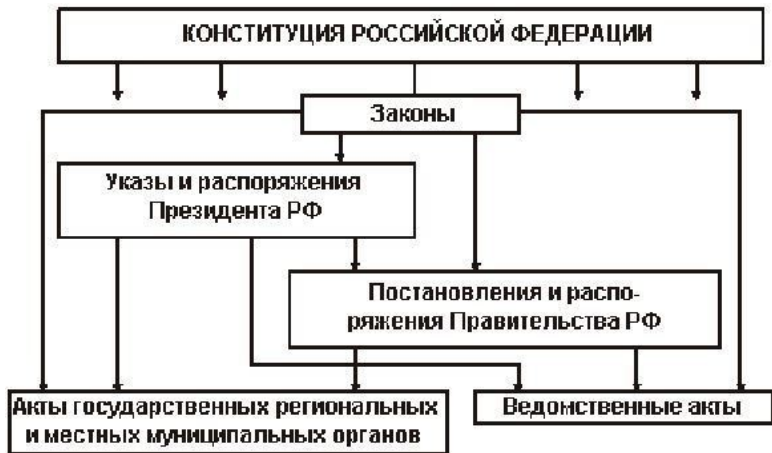 КОНСТИТУЦИЯ РОССИЙСКОЙ ФЕДЕРАЦИИ
Законы
Указы и распоряжения
Президента РФ
Постановления и распо-
ряжения Правительства РФ
Акты государственных региональных
и местных муниципальных органов
Ведомственные акты